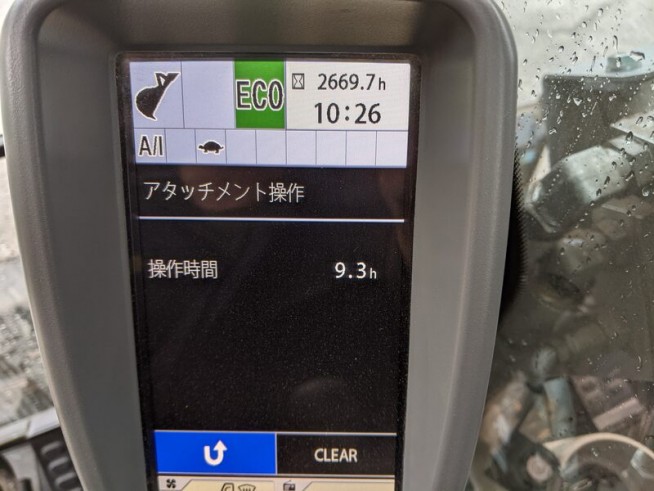 ECO
2669.7h
10:26
A/I
アタッチメント操作
操作時間 9.3h
CLEAR